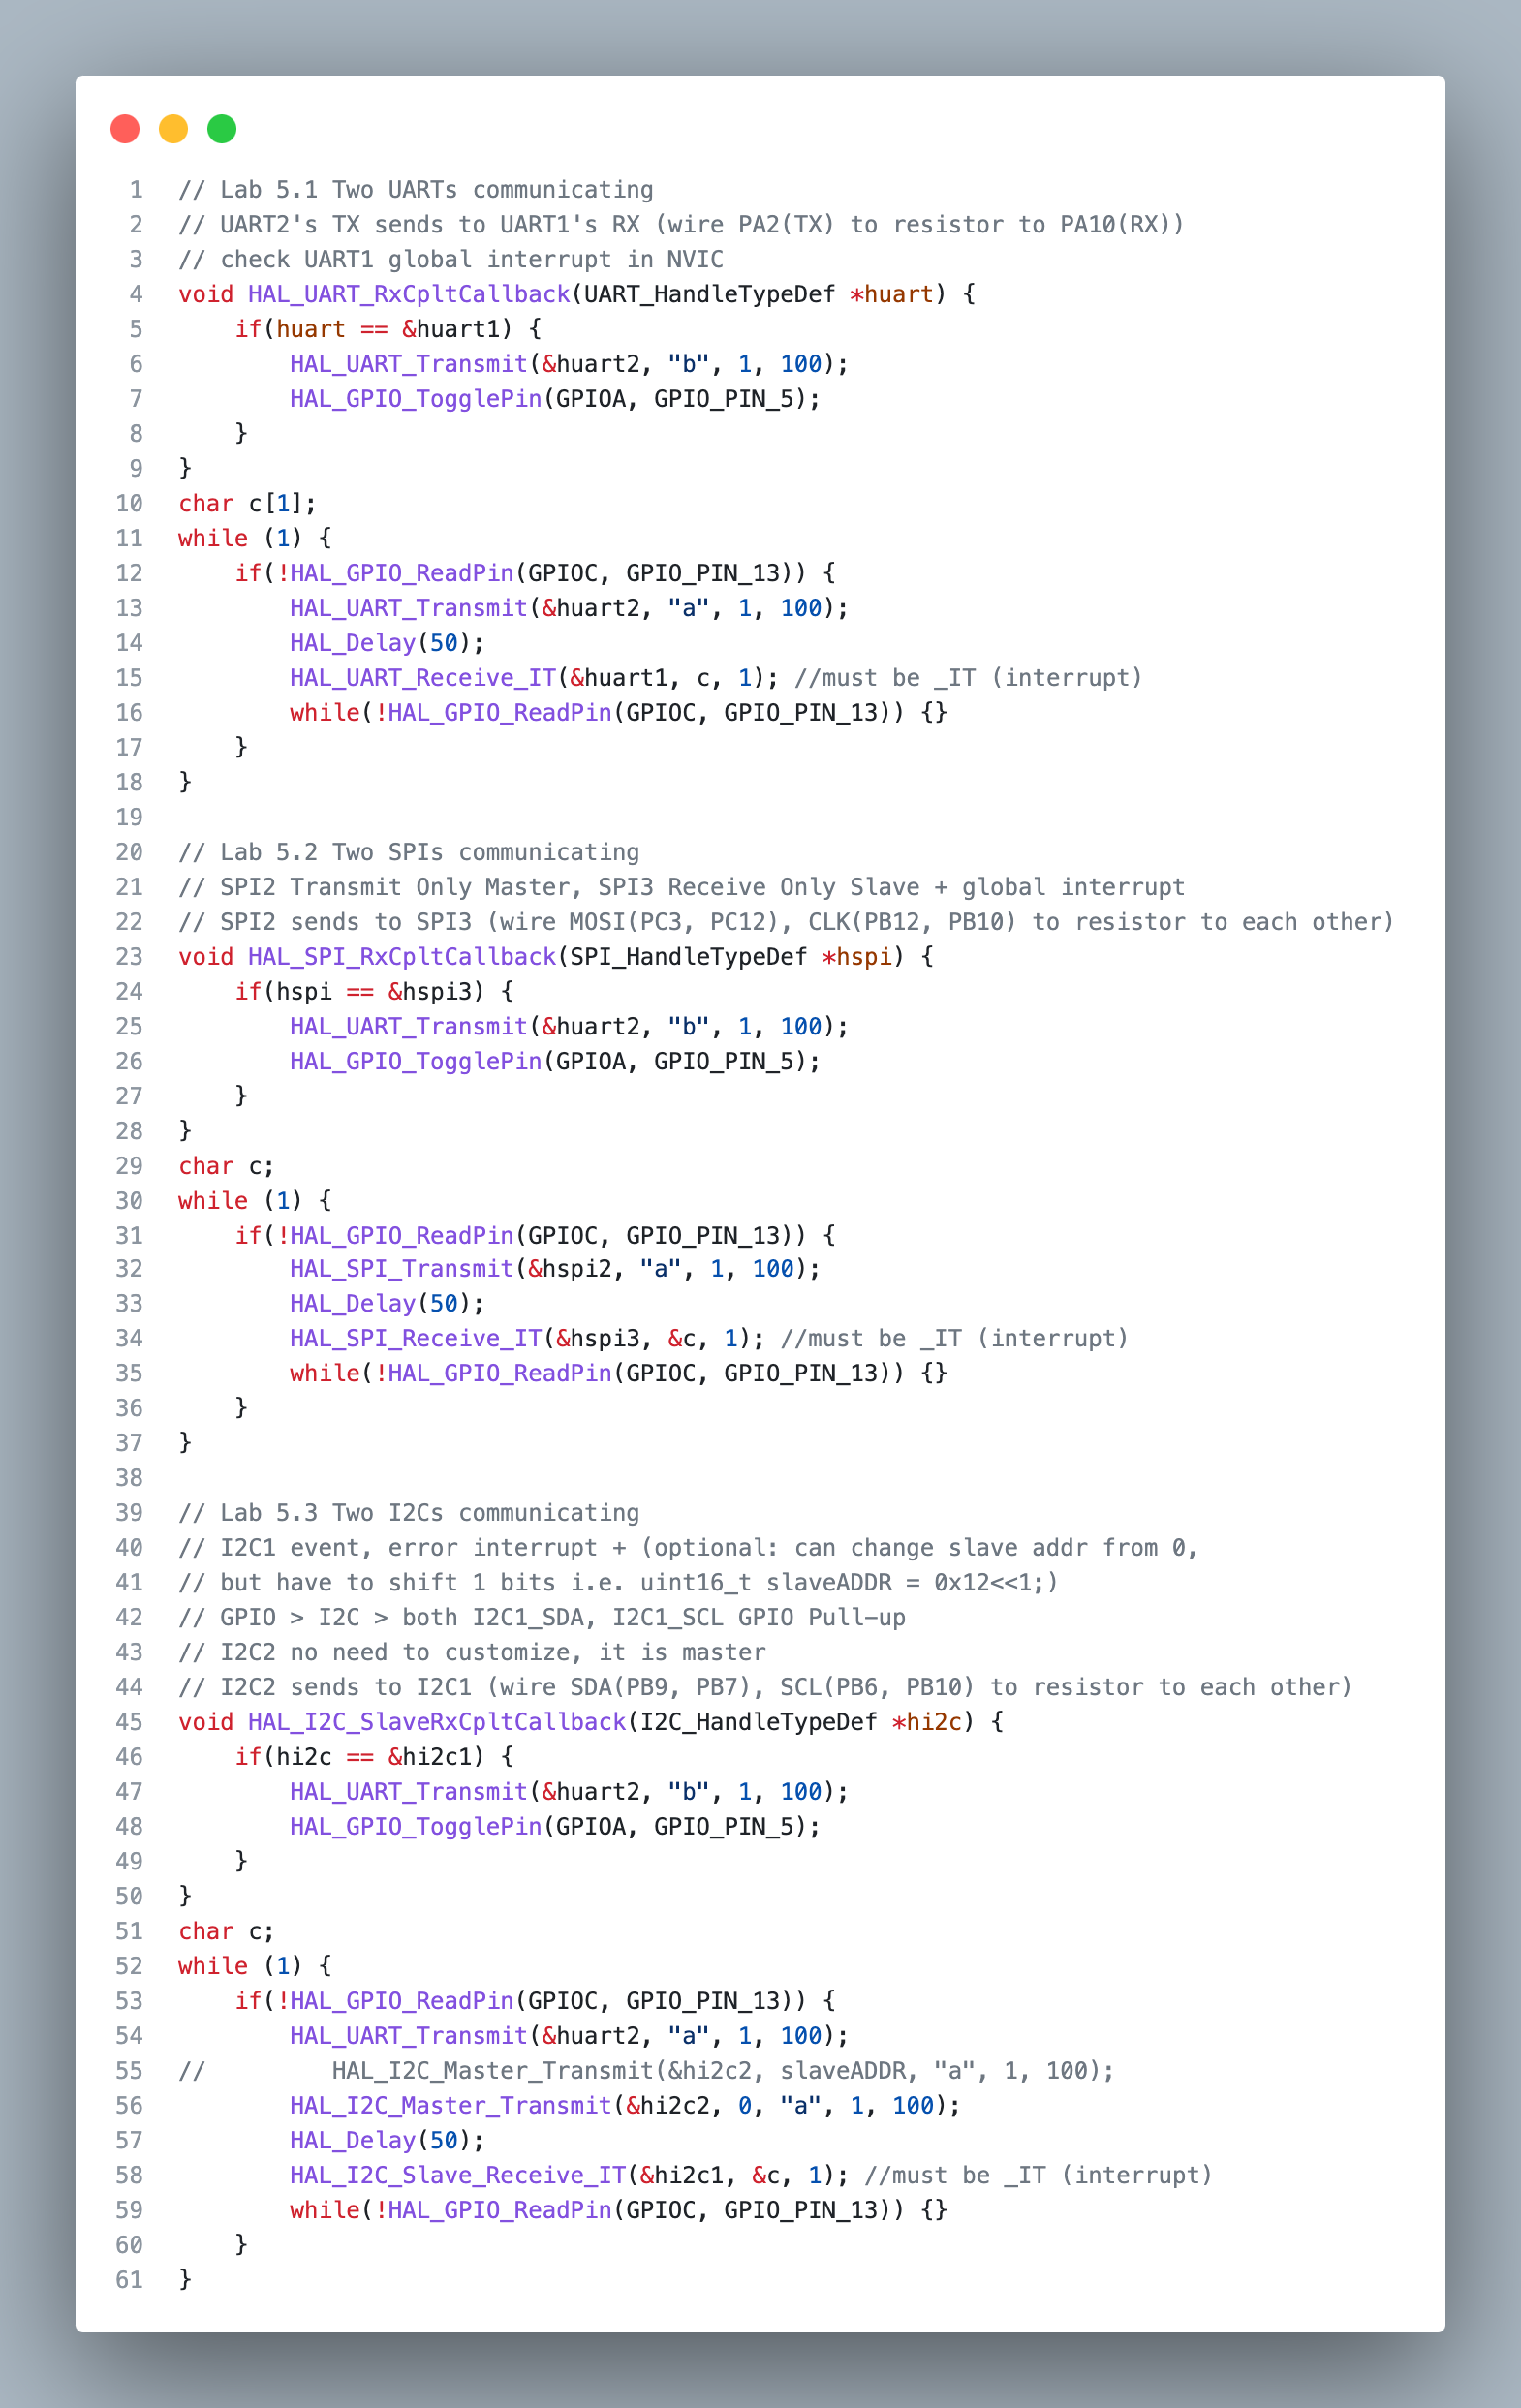 1 // Lab 5.1 Two UARTs communicating
2 // UART2's TX sends to UART1's RX (wire PA2(TX) to resistor to PA10(RX))
3 // check UART1 global interrupt in NVIC
4 void HAL_UART_RxCpltCallback(UART_HandleTypeDef *huart) {
5     if(huart == &huart1) {
6         HAL_UART_Transmit(&huart2, "b", 1, 100);
7         HAL_GPIO_TogglePin(GPIOA, GPIO_PIN_5);
8     }
9 }
10 char c[1];
11 while (1) {
12     if(!HAL_GPIO_ReadPin(GPIOC, GPIO_PIN_13)) {
13         HAL_UART_Transmit(&huart2, "a", 1, 100);
14         HAL_Delay(50);
15         HAL_UART_Receive_IT(&huart1, c, 1); //must be _IT (interrupt)
16         while(!HAL_GPIO_ReadPin(GPIOC, GPIO_PIN_13)) {}
17     }
18 }
19
20 // Lab 5.2 Two SPIs communicating
21 // SPI2 Transmit Only Master, SPI3 Receive Only Slave + global interrupt
22 // SPI2 sends to SPI3 (wire MOSI(PC3, PC12), CLK(PB12, PB10) to resistor to each other)
23 void HAL_SPI_RxCpltCallback(SPI_HandleTypeDef *hspi) {
24     if(hspi == &hspi3) {
25         HAL_UART_Transmit(&huart2, "b", 1, 100);
26         HAL_GPIO_TogglePin(GPIOA, GPIO_PIN_5);
27     }
28 }
29 char c;
30 while (1) {
31     if(!HAL_GPIO_ReadPin(GPIOC, GPIO_PIN_13)) {
32         HAL_SPI_Transmit(&hspi2, "a", 1, 100);
33         HAL_Delay(50);
34         HAL_SPI_Receive_IT(&hspi3, &c, 1); //must be _IT (interrupt)
35         while(!HAL_GPIO_ReadPin(GPIOC, GPIO_PIN_13)) {}
36     }
37 }
38
39 // Lab 5.3 Two I2Cs communicating
40 // I2C1 event, error interrupt + (optional: can change slave addr from 0,
41 // but have to shift 1 bits i.e. uint16_t slaveADDR = 0x12<<1;)
42 // GPIO > I2C > both I2C1_SDA, I2C1_SCL GPIO Pull-up
43 // I2C2 no need to customize, it is master
44 // I2C2 sends to I2C1 (wire SDA(PB9, PB7), SCL(PB6, PB10) to resistor to each other)
45 void HAL_I2C_SlaveRxCpltCallback(I2C_HandleTypeDef *hi2c) {
46     if(hi2c == &hi2c1) {
47         HAL_UART_Transmit(&huart2, "b", 1, 100);
48         HAL_GPIO_TogglePin(GPIOA, GPIO_PIN_5);
49     }
50 }
51 char c;
52 while (1) {
53     if(!HAL_GPIO_ReadPin(GPIOC, GPIO_PIN_13)) {
54         HAL_UART_Transmit(&huart2, "a", 1, 100);
55 //         HAL_I2C_Master_Transmit(&hi2c2, slaveADDR, "a", 1, 100);
56         HAL_I2C_Master_Transmit(&hi2c2, 0, "a", 1, 100);
57         HAL_Delay(50);
58         HAL_I2C_Slave_Receive_IT(&hi2c1, &c, 1); //must be _IT (interrupt)
59         while(!HAL_GPIO_ReadPin(GPIOC, GPIO_PIN_13)) {}
60     }
61 }